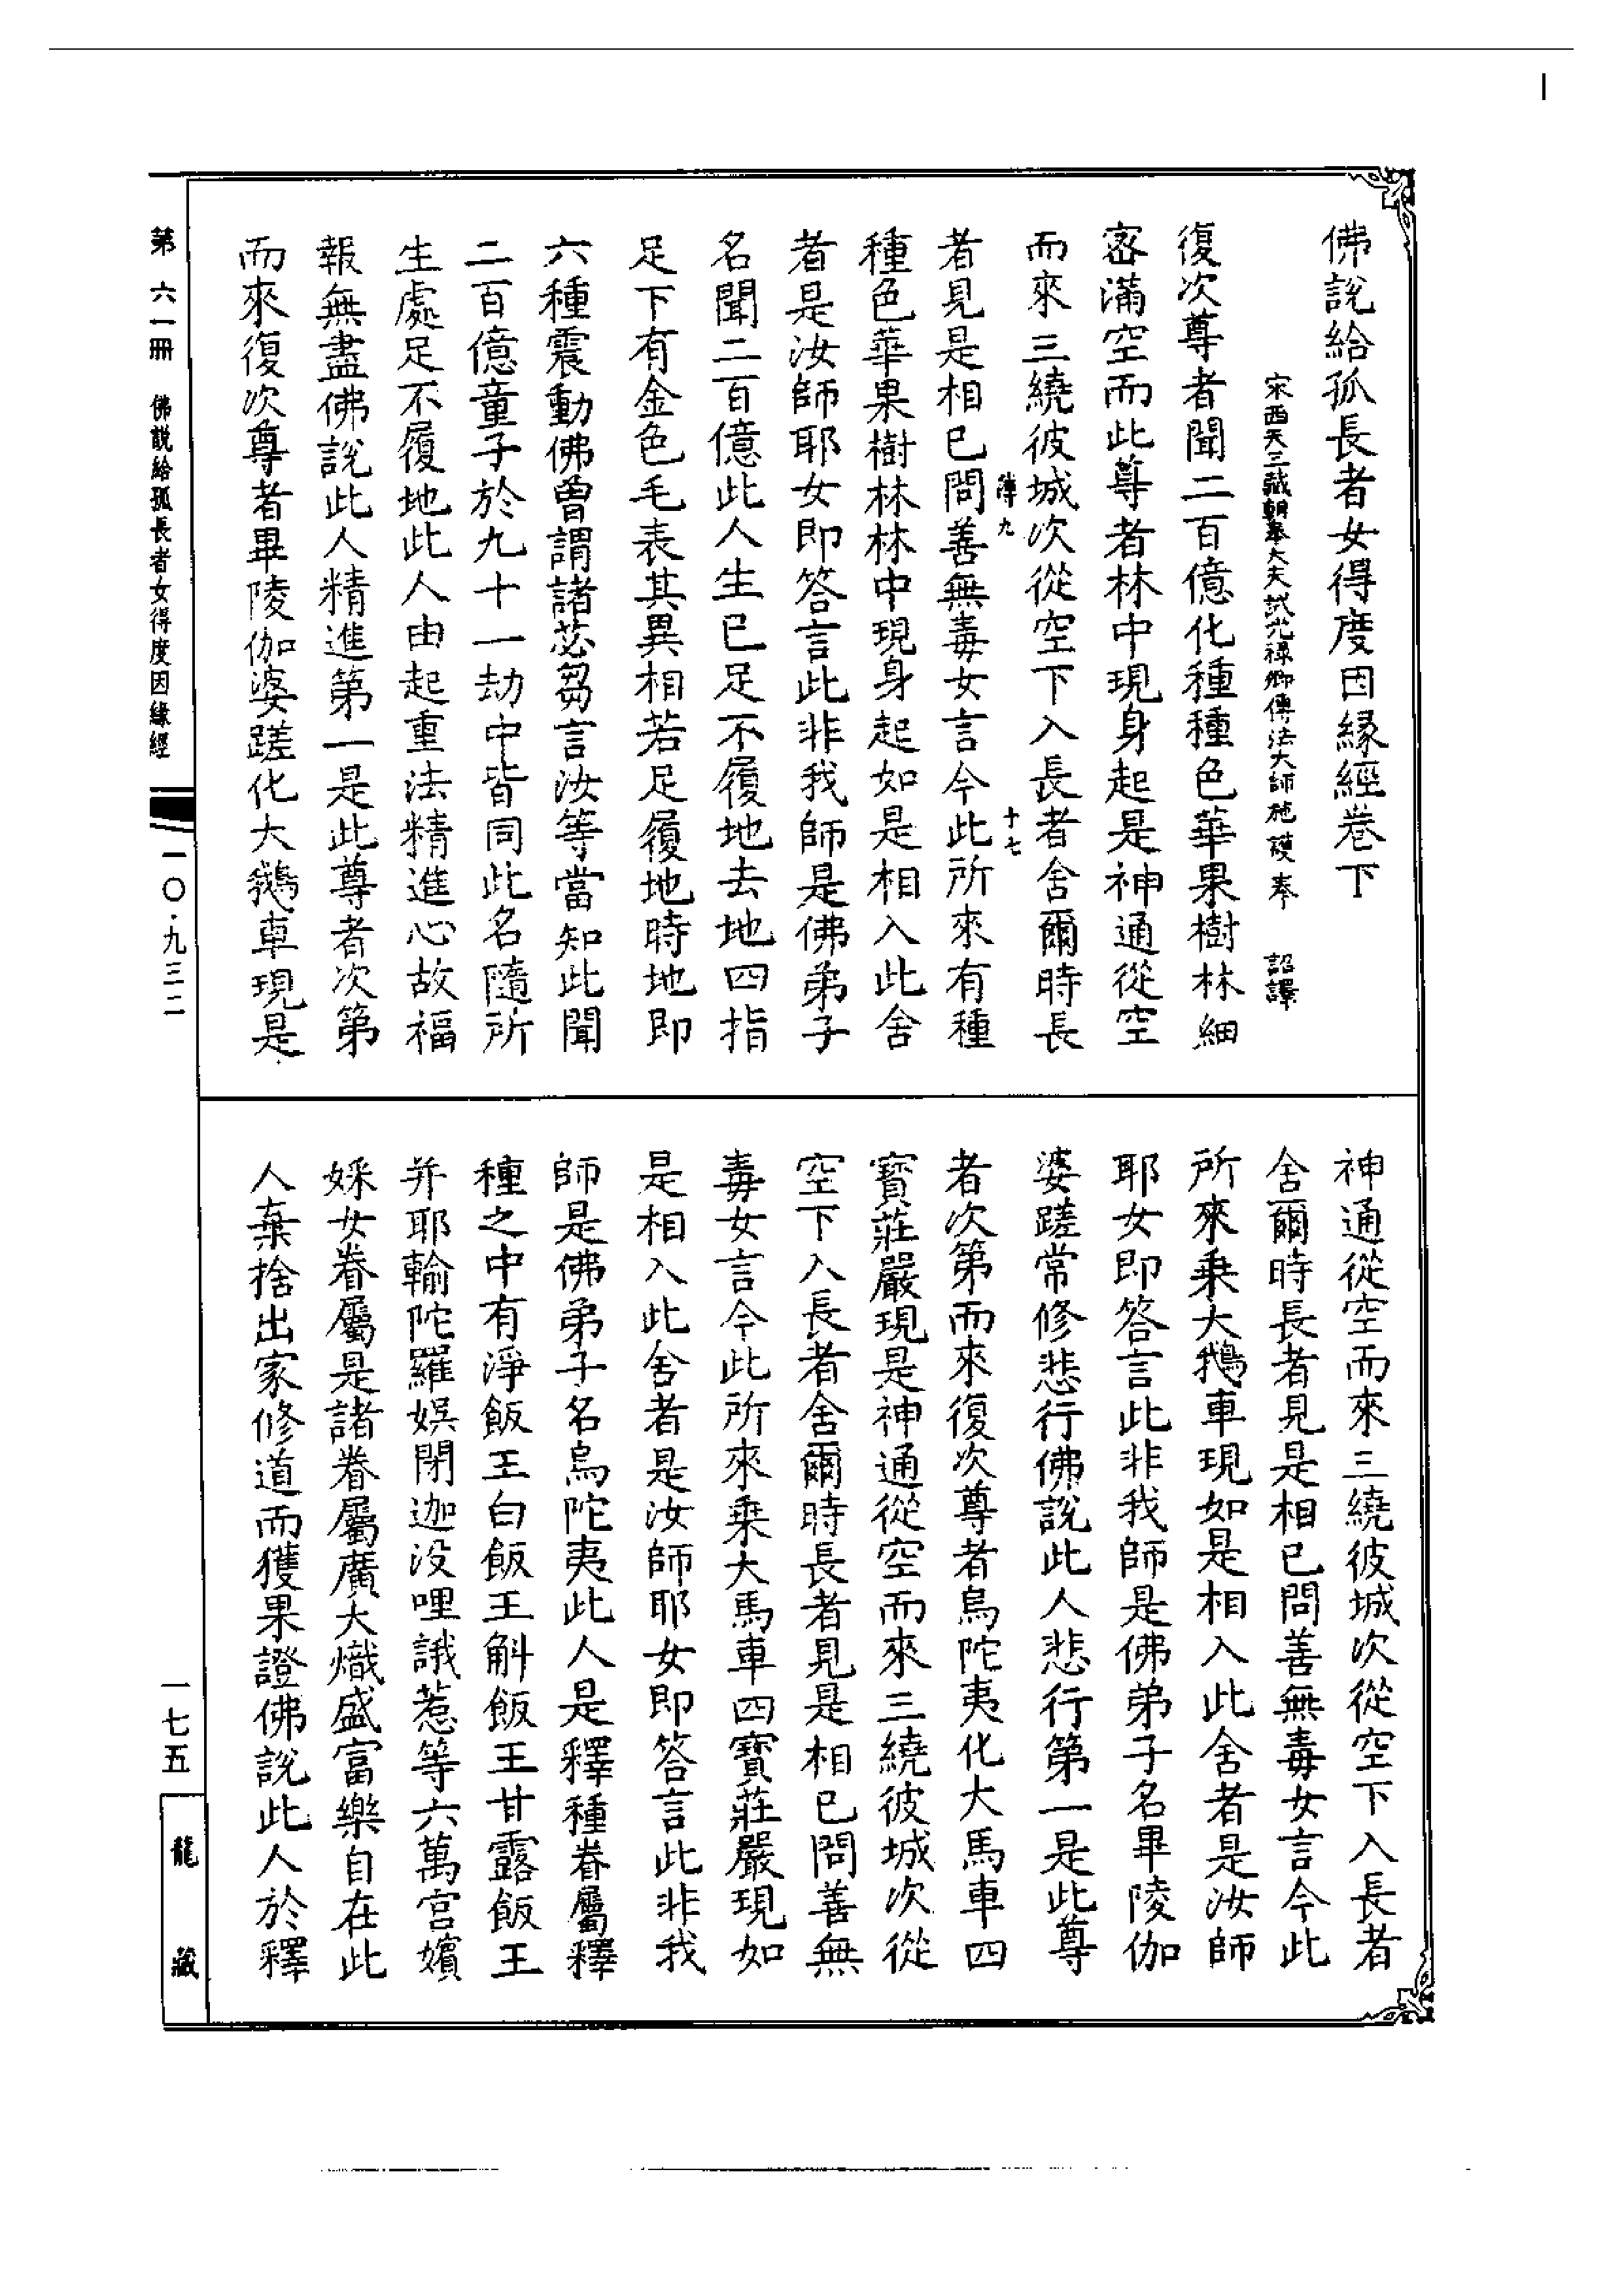 佛說給孤長者女得度因緣經卷下
宋西天三藏朝奉大夫試光祿卿傳法大師施護奉 詔譯
復次尊者聞二百億化種種色華果樹林細
密滿空而此尊者林中現身起是神通從空
而來三繞彼城次從空下入長者舍爾時長
者見是相已問善無毒女言今此所來有種
種色華果樹林林中現身起如是相入此舍
者是汝師耶女即答言此非我師是佛弟子
名聞二百億此人生已足不履地去地四指
足下有金色毛表其異相若足履地時地即
六種震動佛曾謂諸苾芻言汝等當知此聞
二百億童子於九十一劫中皆同此名隨所
生處足不履地此人由起重法精進心故福
報無盡佛說此人精進第一是此尊者次第
而來復次尊者畢陵伽婆蹉化大鵝車現是
神通從空而來三繞彼城次從空下入長者
舍爾時長者見是相已問善無毒女言今此
所來乘大鵝車現如是相入此舍者是汝師
耶女即答言此非我師是佛弟子名畢陵伽
婆蹉常修悲行佛說此人悲行第一是此尊
者次第而來復次尊者烏陀夷化大馬車四
寶莊嚴現是神通從空而來三繞彼城次從
空下入長者舍爾時長者見是相已問善無
毒女言今此所來乘大馬車四寶莊嚴現如
是相入此舍者是汝師耶女即答言此非我
師是佛弟子名烏陀夷此人是釋種眷屬釋
種之中有淨飯王白飯王斛飯王甘露飯王
并耶輸陀羅娛閉迦沒哩誐惹等六萬宮嬪
婇女眷屬是諸眷屬廣大熾盛富樂自在此
人棄捨出家修道而獲果證佛說此人於釋
十七
第六一冊 佛說給孤長者女得度因緣經
一〇·九三二
一七五
龍藏